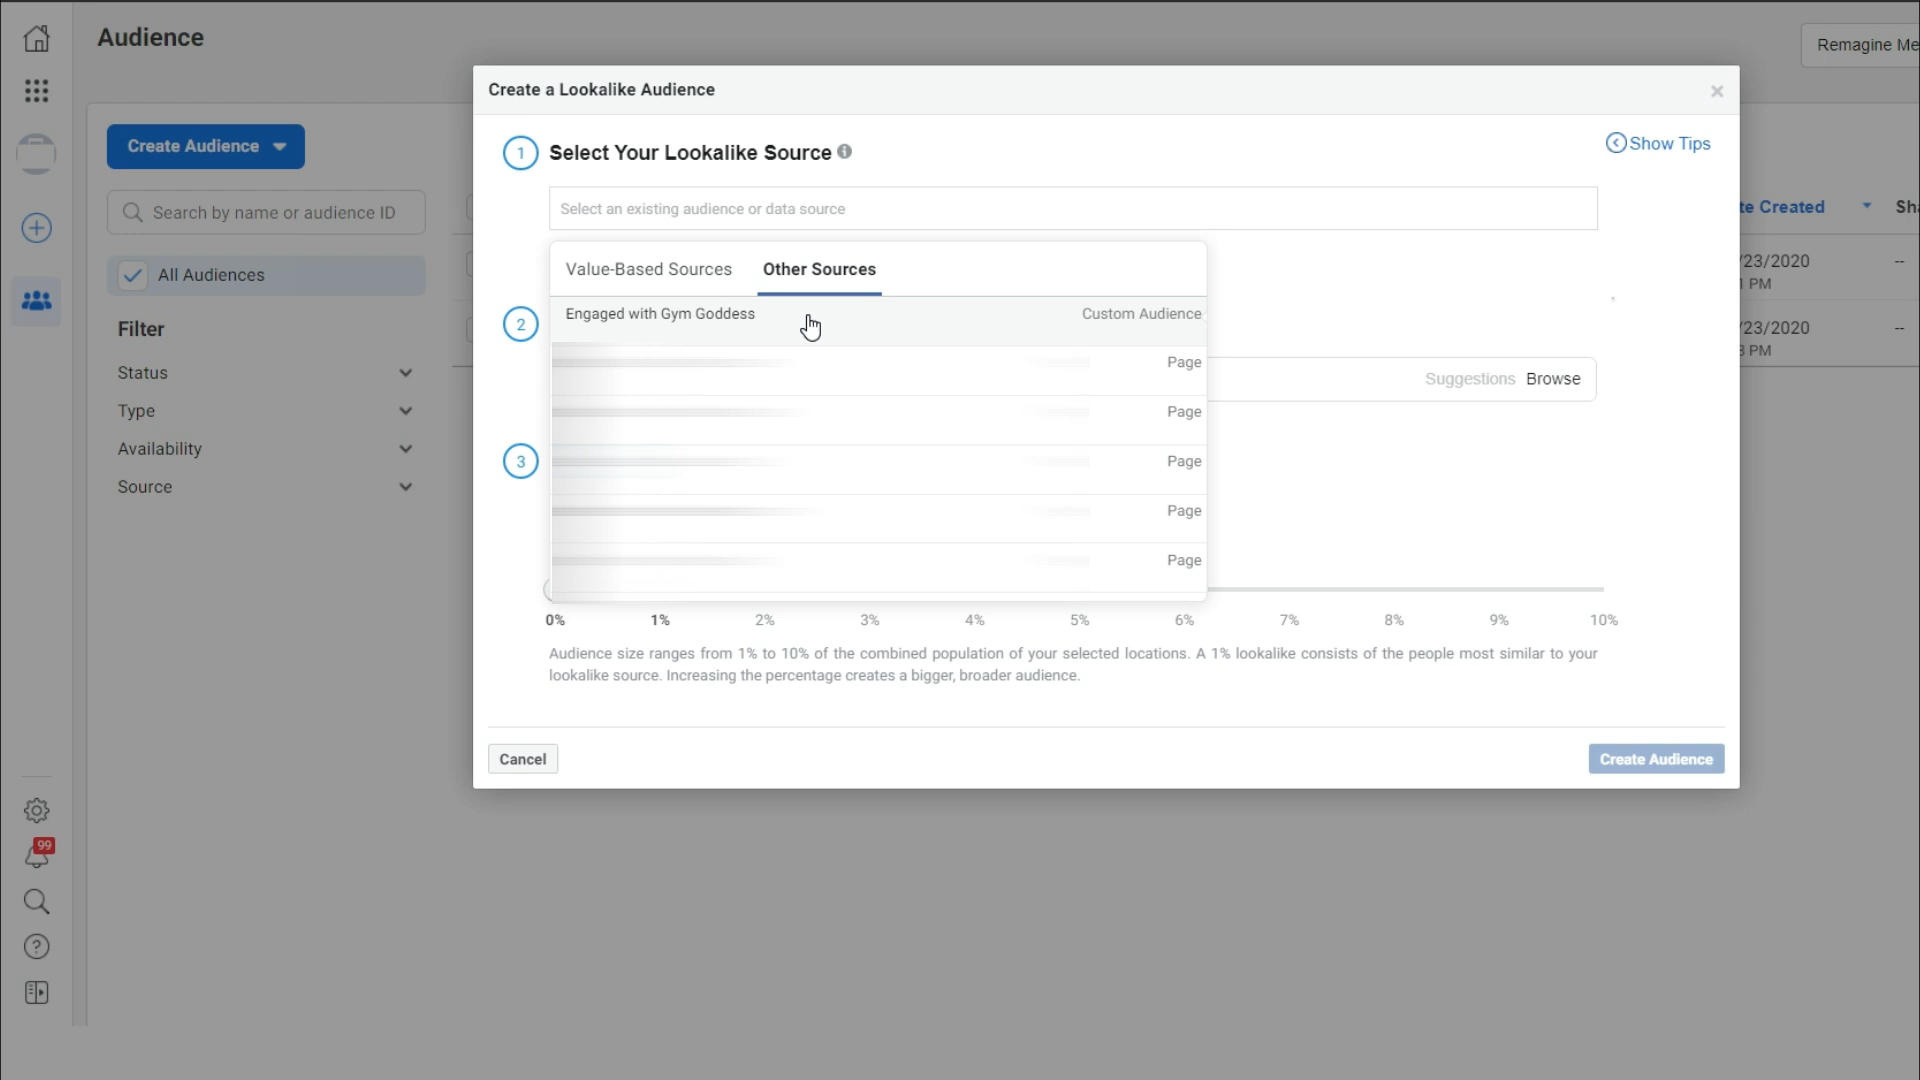 Audience
Remagine Me
Create a Lookalike Audience
Create Audience
1 Select Your Lookalike Source
Show Tips
Search by name or audience ID
Select an existing audience or data source
te Created
Sha
All Audiences
Value-Based Sources
Other Sources
/23/2020
--
1 PM
Engaged with Gym Goddess
Custom Audience
2
Filter
/23/2020
--
PM
Status
Page
Suggestions
Browse
Type
Page
Availability
3
Page
Source
Page
Page
0% 1% 2% 3% 4% 5% 6% 7% 8% 9% 10%
Audience size ranges from 1% to 10% of the combined population of your selected locations. A 1% lookalike consists of the people most similar to your
lookalike source. Increasing the percentage creates a bigger, broader audience.
Cancel
Create Audience
99